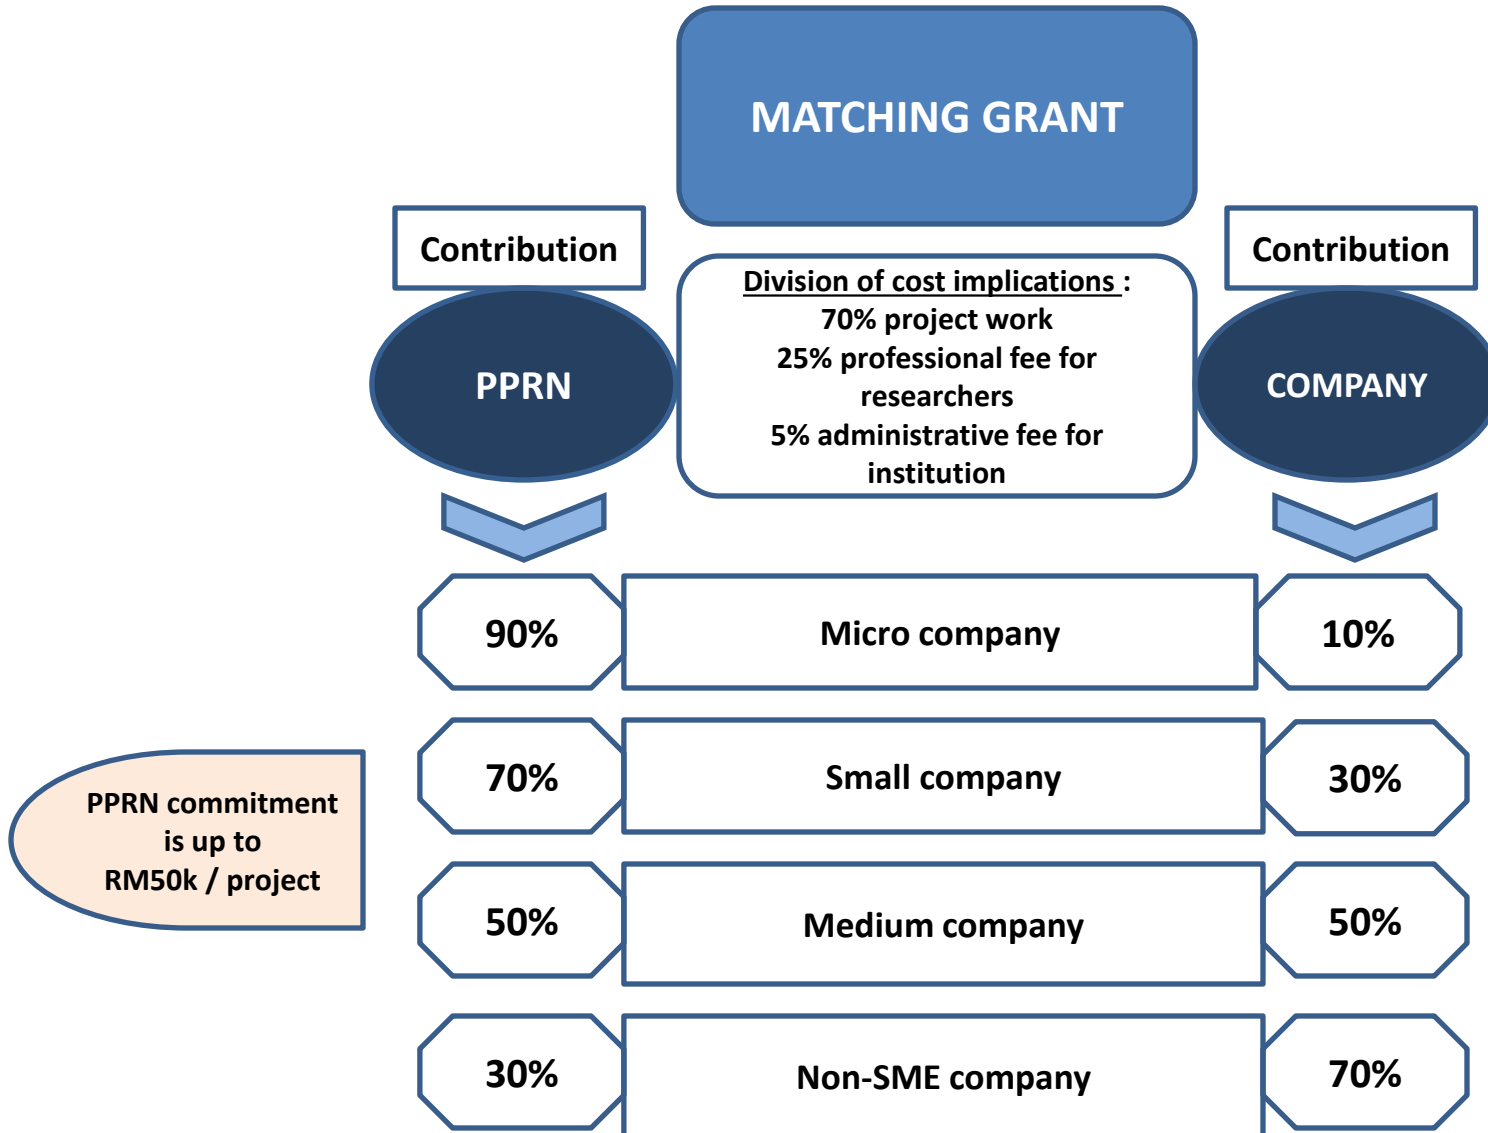 MATCHING GRANT
Contribution
Contribution
PPRN
Division of cost implications :
70% project work
25% professional fee for
researchers
5% administrative fee for
institution
COMPANY
90%
Micro company
10%
70%
Small company
30%
PPRN commitment
is up to
RM50k / project
50%
Medium company
50%
30%
Non-SME company
70%